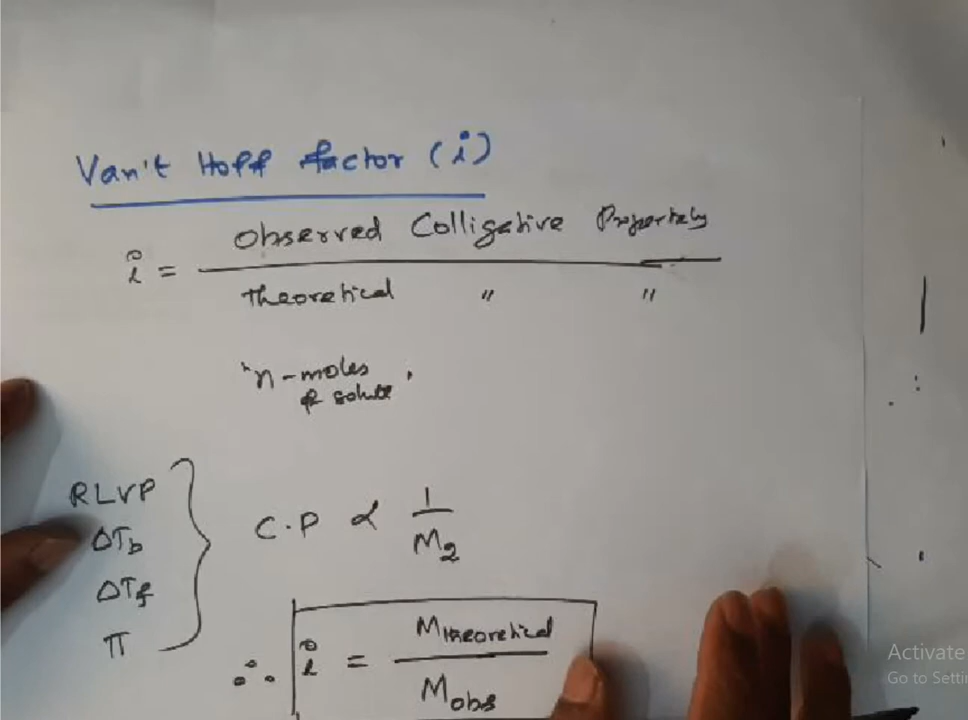 Van't Hoff factor (i)
i = Observed Colligative Property
theoretical " "
"n-moles
of solute"
RLVP
ΔTb
ΔTf
π
C.P ∝ 1/M2
∴ i = Mtheoretical/Mobs
Activate
Go to Settin